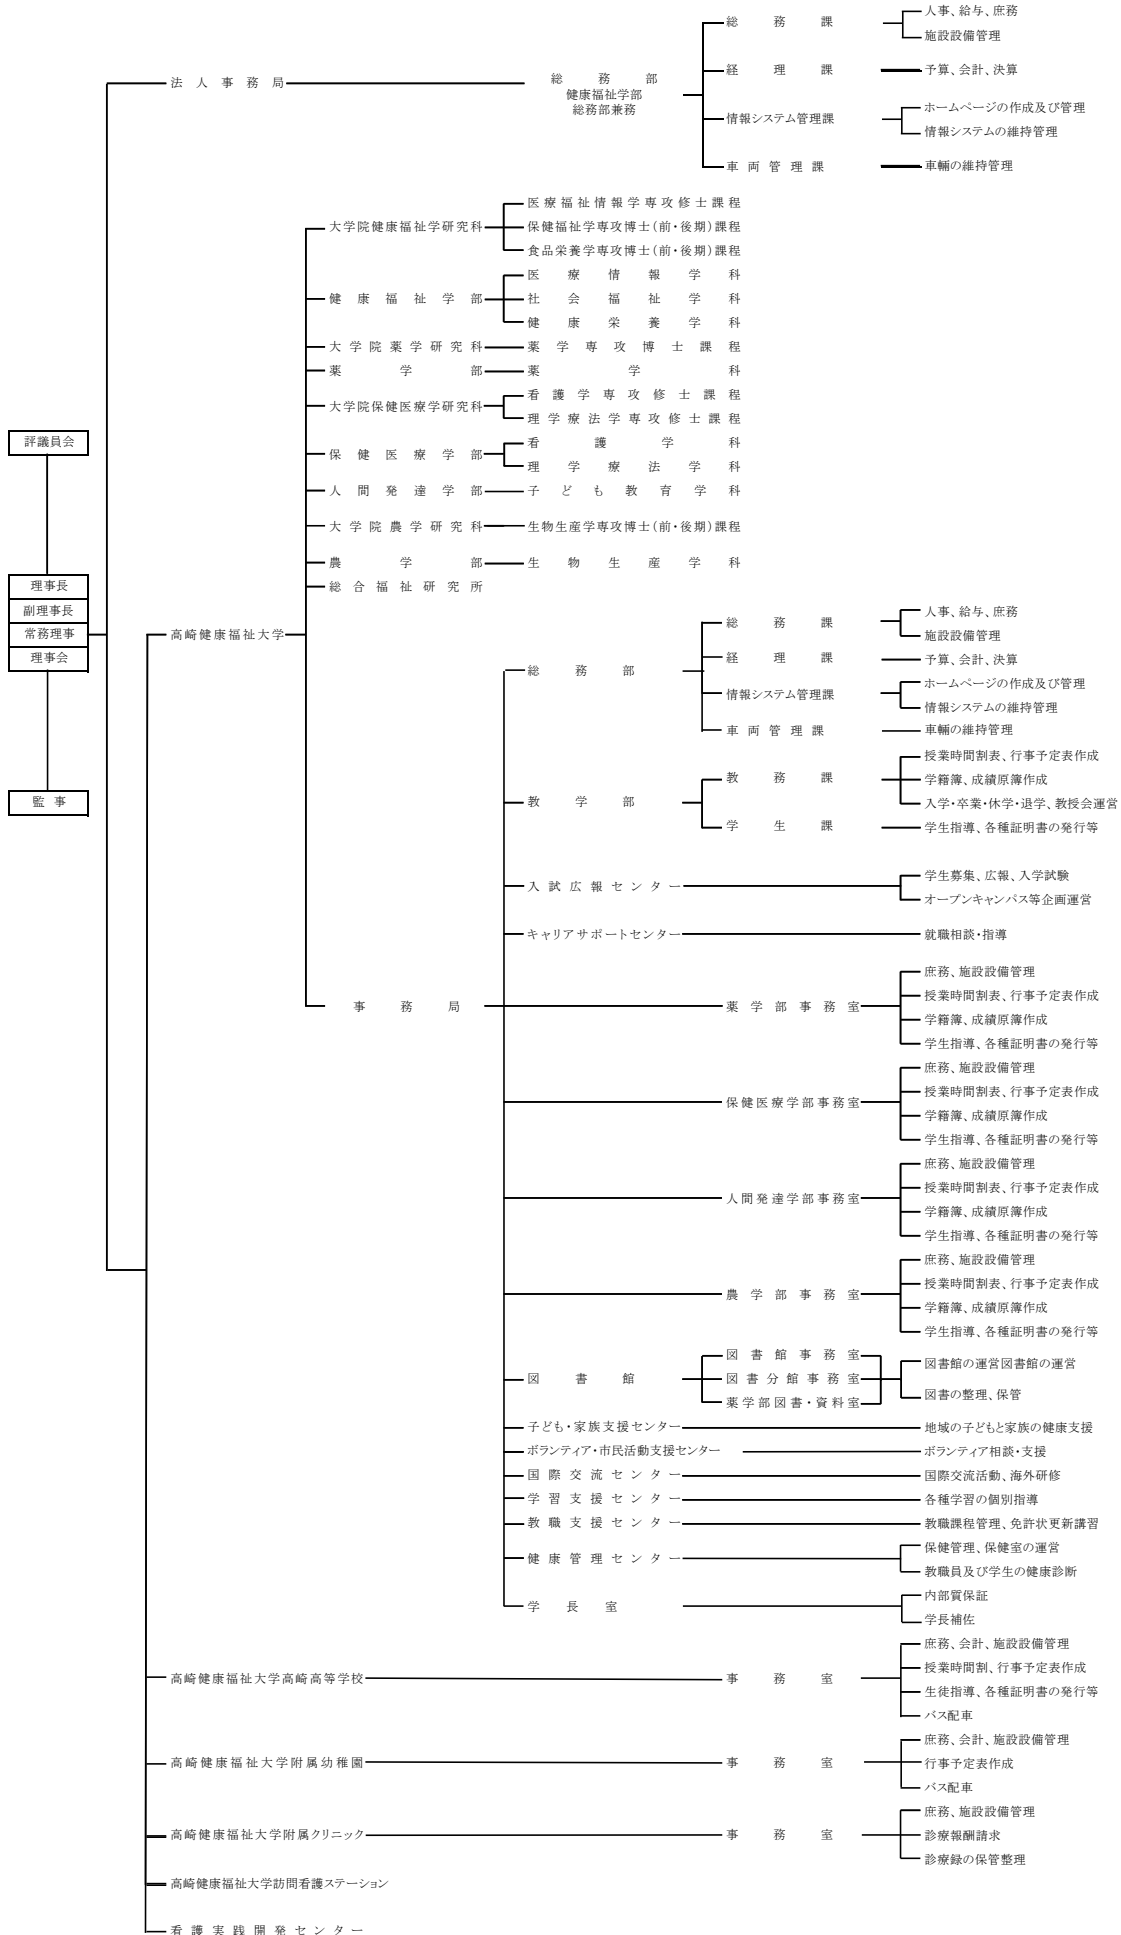 評議員会
理事長
副理事長
常務理事
理事会
監事
法人事務局
総務部
健康福祉学部
総務部兼務
総務課
人事、給与、庶務
施設設備管理
経理課
予算、会計、決算
情報システム管理課
ホームページの作成及び管理
情報システムの維持管理
車両管理課
車輛の維持管理
高崎健康福祉大学
大学院健康福祉学研究科
医療福祉情報学専攻修士課程
保健福祉学専攻博士(前・後期)課程
食品栄養学専攻博士(前・後期)課程
健康福祉学部
医療情報学科
社会福祉学科
健康栄養学科
大学院薬学研究科
薬学専攻博士課程
薬学部
薬学科
大学院保健医療学研究科
看護学専攻修士課程
理学療法学専攻修士課程
保健医療学部
看護学科
理学療法学科
人間発達学部
子ども教育学科
大学院農学研究科
生物生産学専攻博士(前・後期)課程
農学部
生物生産学科
総合福祉研究所
事務局
総務部
総務課
人事、給与、庶務
施設設備管理
経理課
予算、会計、決算
情報システム管理課
ホームページの作成及び管理
情報システムの維持管理
車両管理課
車輛の維持管理
教学部
教務課
授業時間割表、行事予定表作成
学籍簿、成績原簿作成
入学・卒業・休学・退学、教授会運営
学生課
学生指導、各種証明書の発行等
入試広報センター
学生募集、広報、入学試験
オープンキャンパス等企画運営
キャリアサポートセンター
就職相談・指導
薬学部事務室
庶務、施設設備管理
授業時間割表、行事予定表作成
学籍簿、成績原簿作成
学生指導、各種証明書の発行等
保健医療学部事務室
庶務、施設設備管理
授業時間割表、行事予定表作成
学籍簿、成績原簿作成
学生指導、各種証明書の発行等
人間発達学部事務室
庶務、施設設備管理
授業時間割表、行事予定表作成
学籍簿、成績原簿作成
学生指導、各種証明書の発行等
農学部事務室
庶務、施設設備管理
授業時間割表、行事予定表作成
学籍簿、成績原簿作成
学生指導、各種証明書の発行等
図書館
図書館事務室
図書分館事務室
薬学部図書・資料室
図書館の運営図書館の運営
図書の整理、保管
子ども・家族支援センター
地域の子どもと家族の健康支援
ボランティア・市民活動支援センター
ボランティア相談・支援
国際交流センター
国際交流活動、海外研修
学習支援センター
各種学習の個別指導
教職支援センター
教職課程管理、免許状更新講習
健康管理センター
保健管理、保健室の運営
教職員及び学生の健康診断
学長室
内部質保証
学長補佐
高崎健康福祉大学高崎高等学校
事務室
庶務、会計、施設設備管理
授業時間割、行事予定表作成
生徒指導、各種証明書の発行等
バス配車
高崎健康福祉大学附属幼稚園
事務室
庶務、会計、施設設備管理
行事予定表作成
バス配車
高崎健康福祉大学附属クリニック
事務室
庶務、施設設備管理
診療報酬請求
診療録の保管整理
高崎健康福祉大学訪問看護ステーション
看護実践開発センター